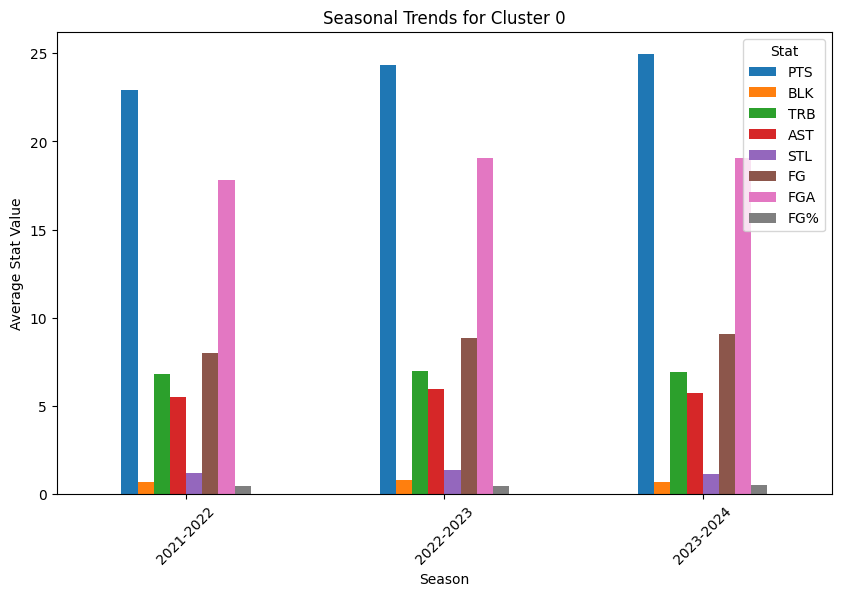 Seasonal Trends for Cluster 0
Average Stat Value
25
20
15
10
5
0
Stat
PTS
BLK
TRB
AST
STL
FG
FGA
FG%
2021-2022
2022-2023
2023-2024
Season